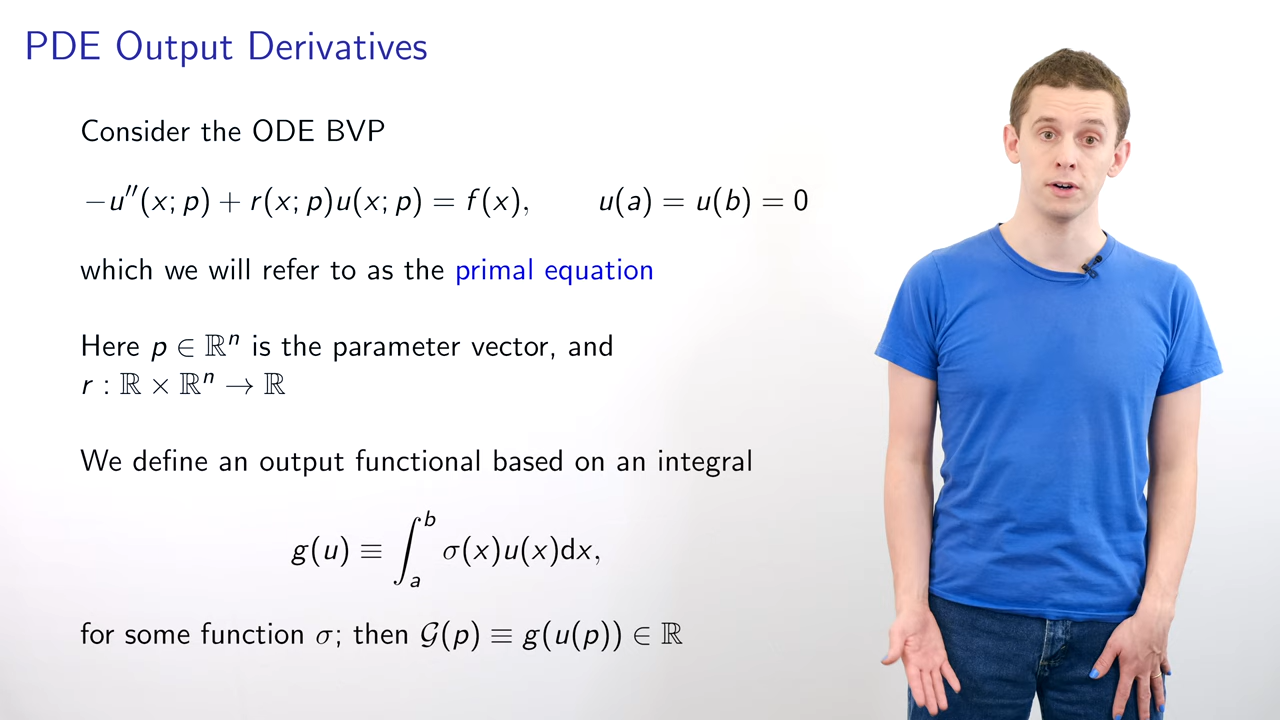 PDE Output Derivatives
Consider the ODE BVP
−u″(x; p) + r(x; p)u(x; p) = f(x),  u(a) = u(b) = 0
which we will refer to as the primal equation
Here p ∈ ℝⁿ is the parameter vector, and
r : ℝ × ℝⁿ → ℝ
We define an output functional based on an integral
g(u) ≡ ∫ₐᵇ σ(x)u(x)dx,
for some function σ; then 𝒢(p) ≡ g(u(p)) ∈ ℝ